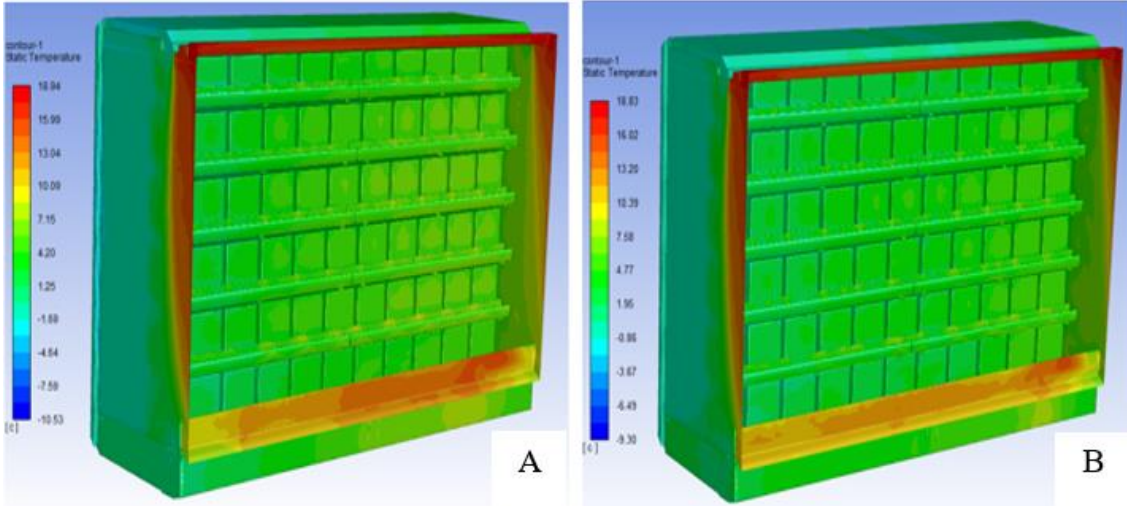 contour-1
Static Temperature
18.94
15.99
13.04
10.09
7.15
4.20
1.25
-1.69
-4.64
-7.59
-10.53
[c]
A
contour-1
Static Temperature
18.83
16.02
13.20
10.39
7.58
4.77
1.95
-0.86
-3.67
-6.49
-9.30
[c]
B